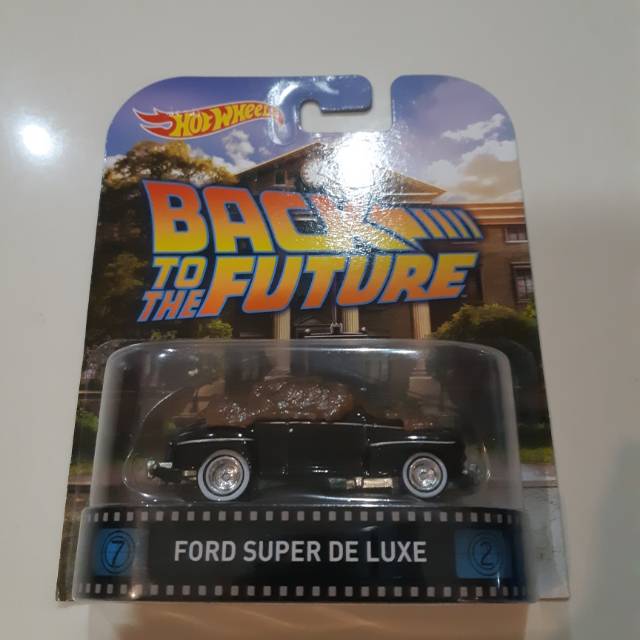 HOT WHEELS
BACK
TO THE FUTURE
7 FORD SUPER DE LUXE 2